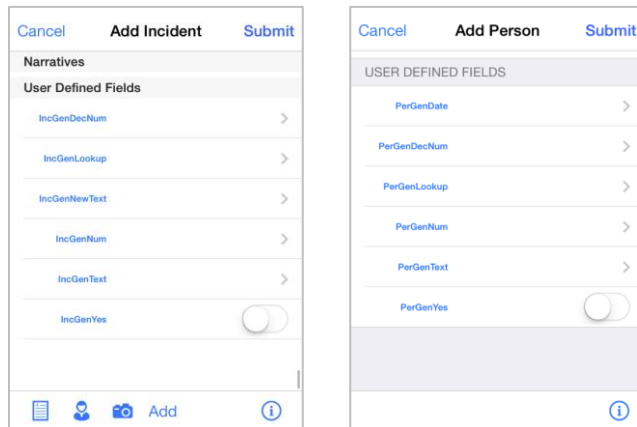 Cancel Add Incident Submit
Narratives
User Defined Fields
IncGenDecNum
IncGenLookup
IncGenNewText
IncGenNum
IncGenText
IncGenYes
Add
Cancel Add Person Submit
USER DEFINED FIELDS
PerGenDate
PerGenDecNum
PerGenLookup
PerGenNum
PerGenText
PerGenYes